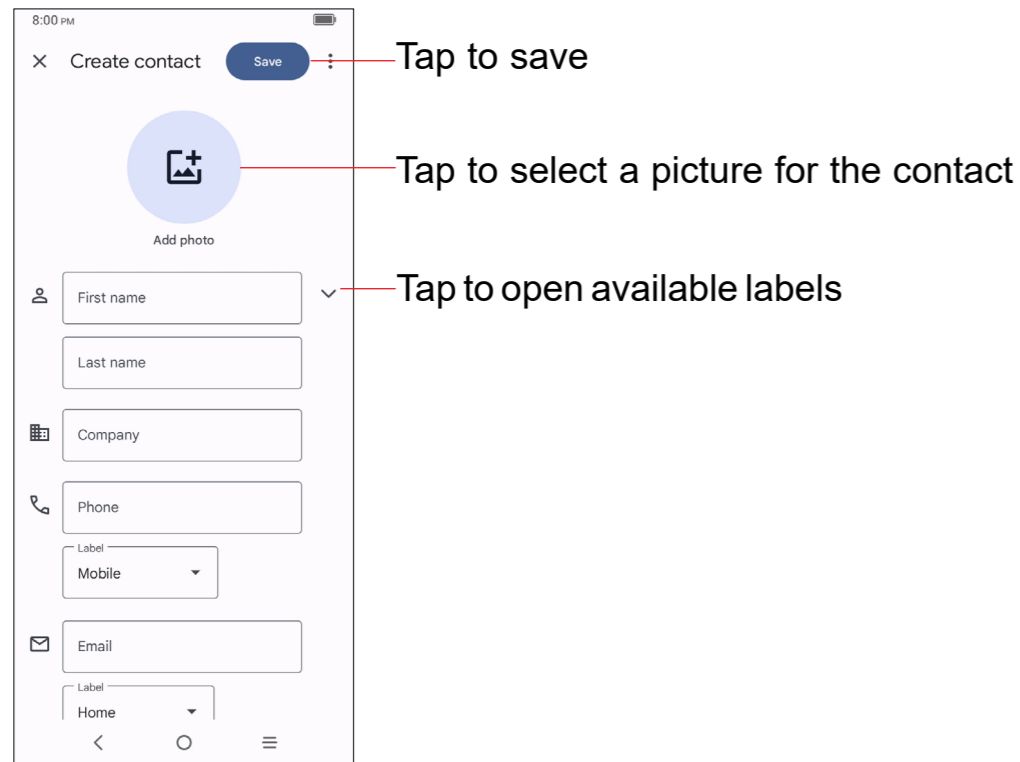 8:00 PM
Create contact
Save
Tap to save
Tap to select a picture for the contact
Add photo
First name
Tap to open available labels
Last name
Company
Phone
Label
Mobile
Email
Label
Home